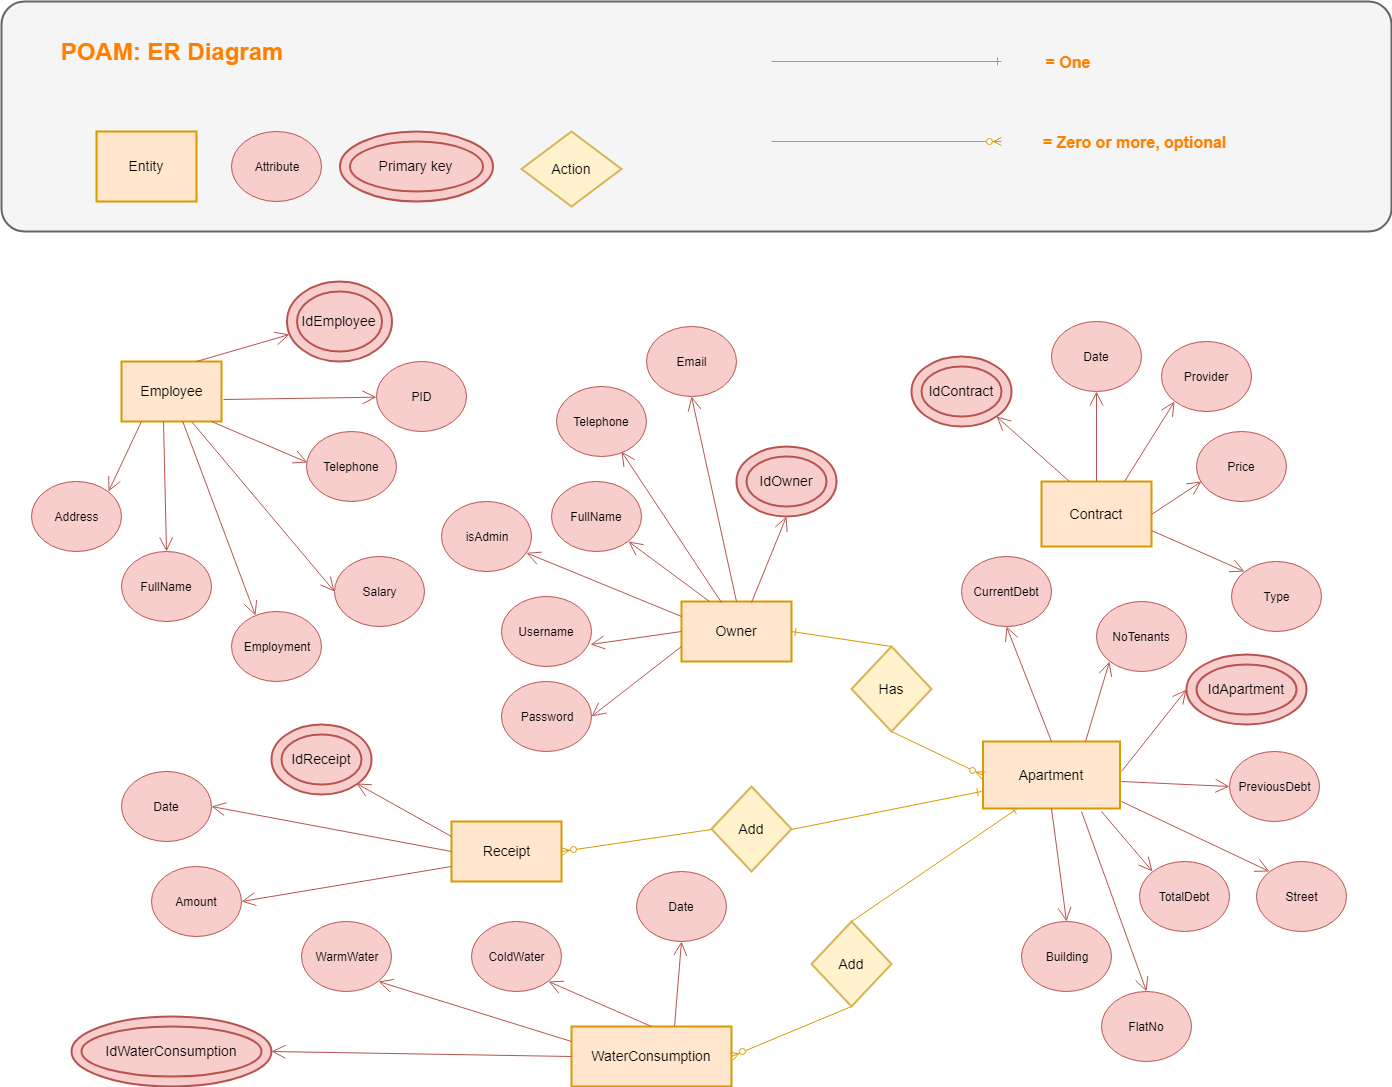 POAM: ER Diagram
= One
= Zero or more, optional
Entity
Attribute
Primary key
Action
IdEmployee
Employee
PID
Telephone
Address
FullName
Salary
Employment
Email
Telephone
IdOwner
FullName
isAdmin
Username
Owner
Password
Has
Date
Provider
IdContract
Price
Contract
Type
CurrentDebt
NoTenants
IdApartment
Apartment
PreviousDebt
TotalDebt
Street
Building
FlatNo
IdReceipt
Date
Add
Receipt
Amount
Date
WarmWater
ColdWater
Add
IdWaterConsumption
WaterConsumption